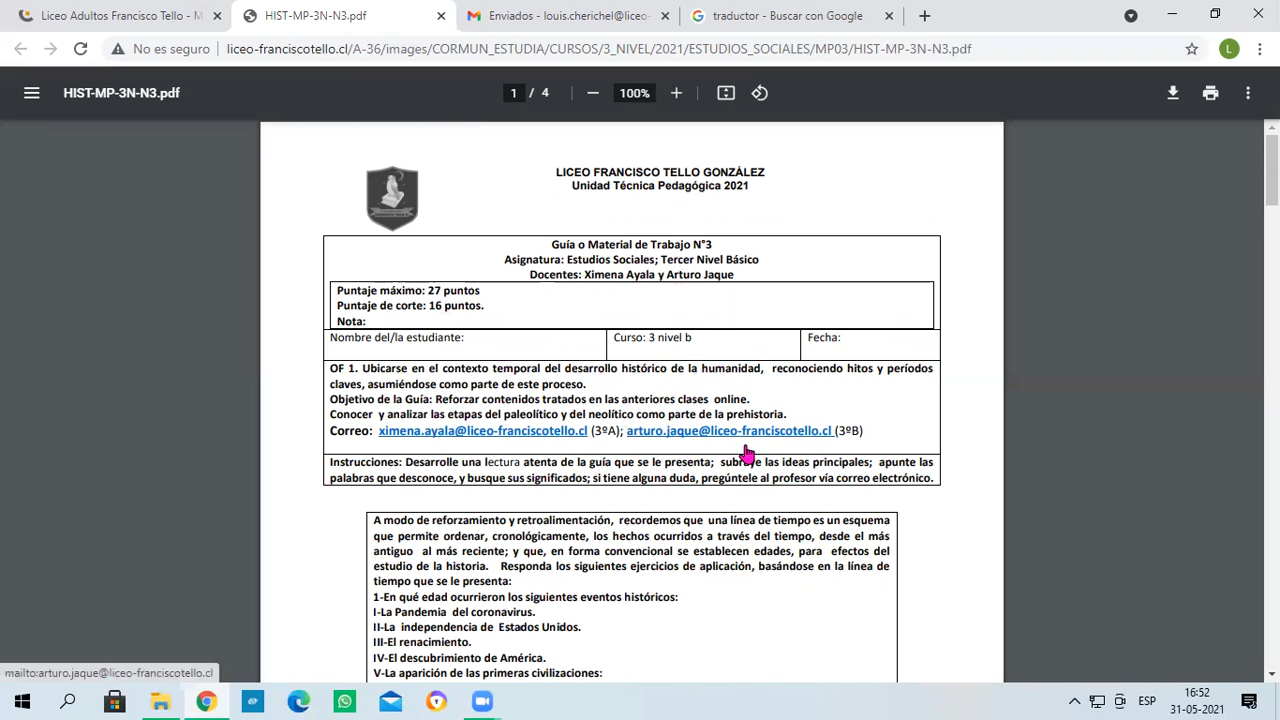 Liceo Adultos Francisco Tello - M
HIST-MP-3N-N3.pdf
Enviados - louis.cherichel@liceo-
traductor - Buscar con Google
No es seguro
liceo-franciscotello.cl/A-36/images/CORMUN_ESTUDIA/CURSOS/3_NIVEL/2021/ESTUDIOS_SOCIALES/MP03/HIST-MP-3N-N3.pdf
L
HIST-MP-3N-N3.pdf
1 / 4
100%
LICEO FRANCISCO TELLO GONZÁLEZ
Unidad Técnica Pedagógica 2021
Guía o Material de Trabajo N°3
Asignatura: Estudios Sociales; Tercer Nivel Básico
Docentes: Ximena Ayala y Arturo Jaque
Puntaje máximo: 27 puntos
Puntaje de corte: 16 puntos.
Nota:
Nombre del/la estudiante:
Curso: 3 nivel b
Fecha:
OF 1. Ubicarse en el contexto temporal del desarrollo histórico de la humanidad, reconociendo hitos y períodos
claves, asumiéndose como parte de este proceso.
Objetivo de la Guía: Reforzar contenidos tratados en las anteriores clases online.
Conocer y analizar las etapas del paleolítico y del neolítico como parte de la prehistoria.
Correo: ximena.ayala@liceo-franciscotello.cl (3ºA); arturo.jaque@liceo-franciscotello.cl (3ºB)
Instrucciones: Desarrolle una lectura atenta de la guía que se le presenta; subraye las ideas principales; apunte las
palabras que desconoce, y busque sus significados; si tiene alguna duda, pregúntele al profesor vía correo electrónico.
A modo de reforzamiento y retroalimentación, recordemos que una línea de tiempo es un esquema
que permite ordenar, cronológicamente, los hechos ocurridos a través del tiempo, desde el más
antiguo al más reciente; y que, en forma convencional se establecen edades, para efectos del
estudio de la historia. Responda los siguientes ejercicios de aplicación, basándose en la línea de
tiempo que se le presenta:
1-En qué edad ocurrieron los siguientes eventos históricos:
I-La Pandemia del coronavirus.
II-La independencia de Estados Unidos.
III-El renacimiento.
IV-El descubrimiento de América.
V-La aparición de las primeras civilizaciones:
mailto:arturo.jaque@liceo-franciscotello.cl
ESP
16:52
31-05-2021